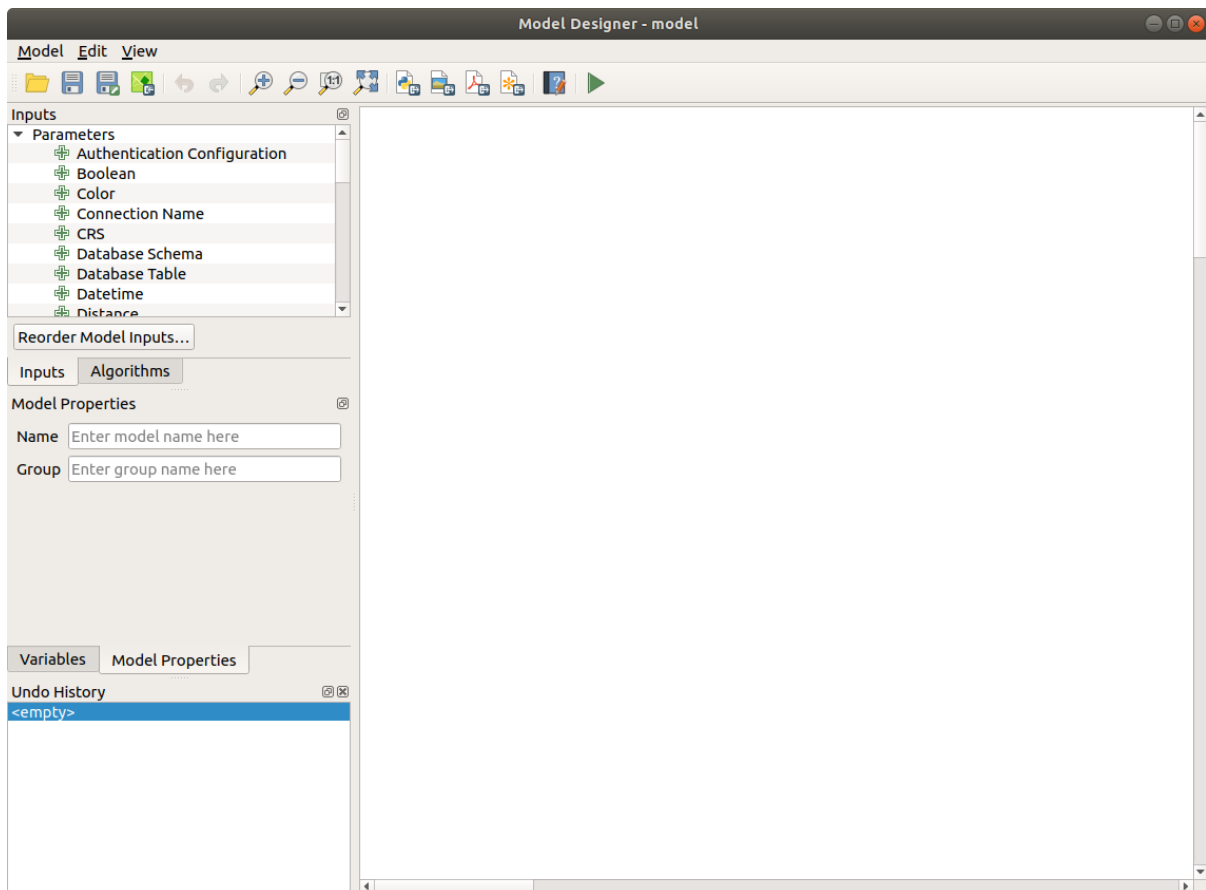 Model Designer - model
Model Edit View
Inputs
Parameters
Authentication Configuration
Boolean
Color
Connection Name
CRS
Database Schema
Database Table
Datetime
Distance
Reorder Model Inputs...
Inputs Algorithms
Model Properties
Name Enter model name here
Group Enter group name here
Variables Model Properties
Undo History
<empty>